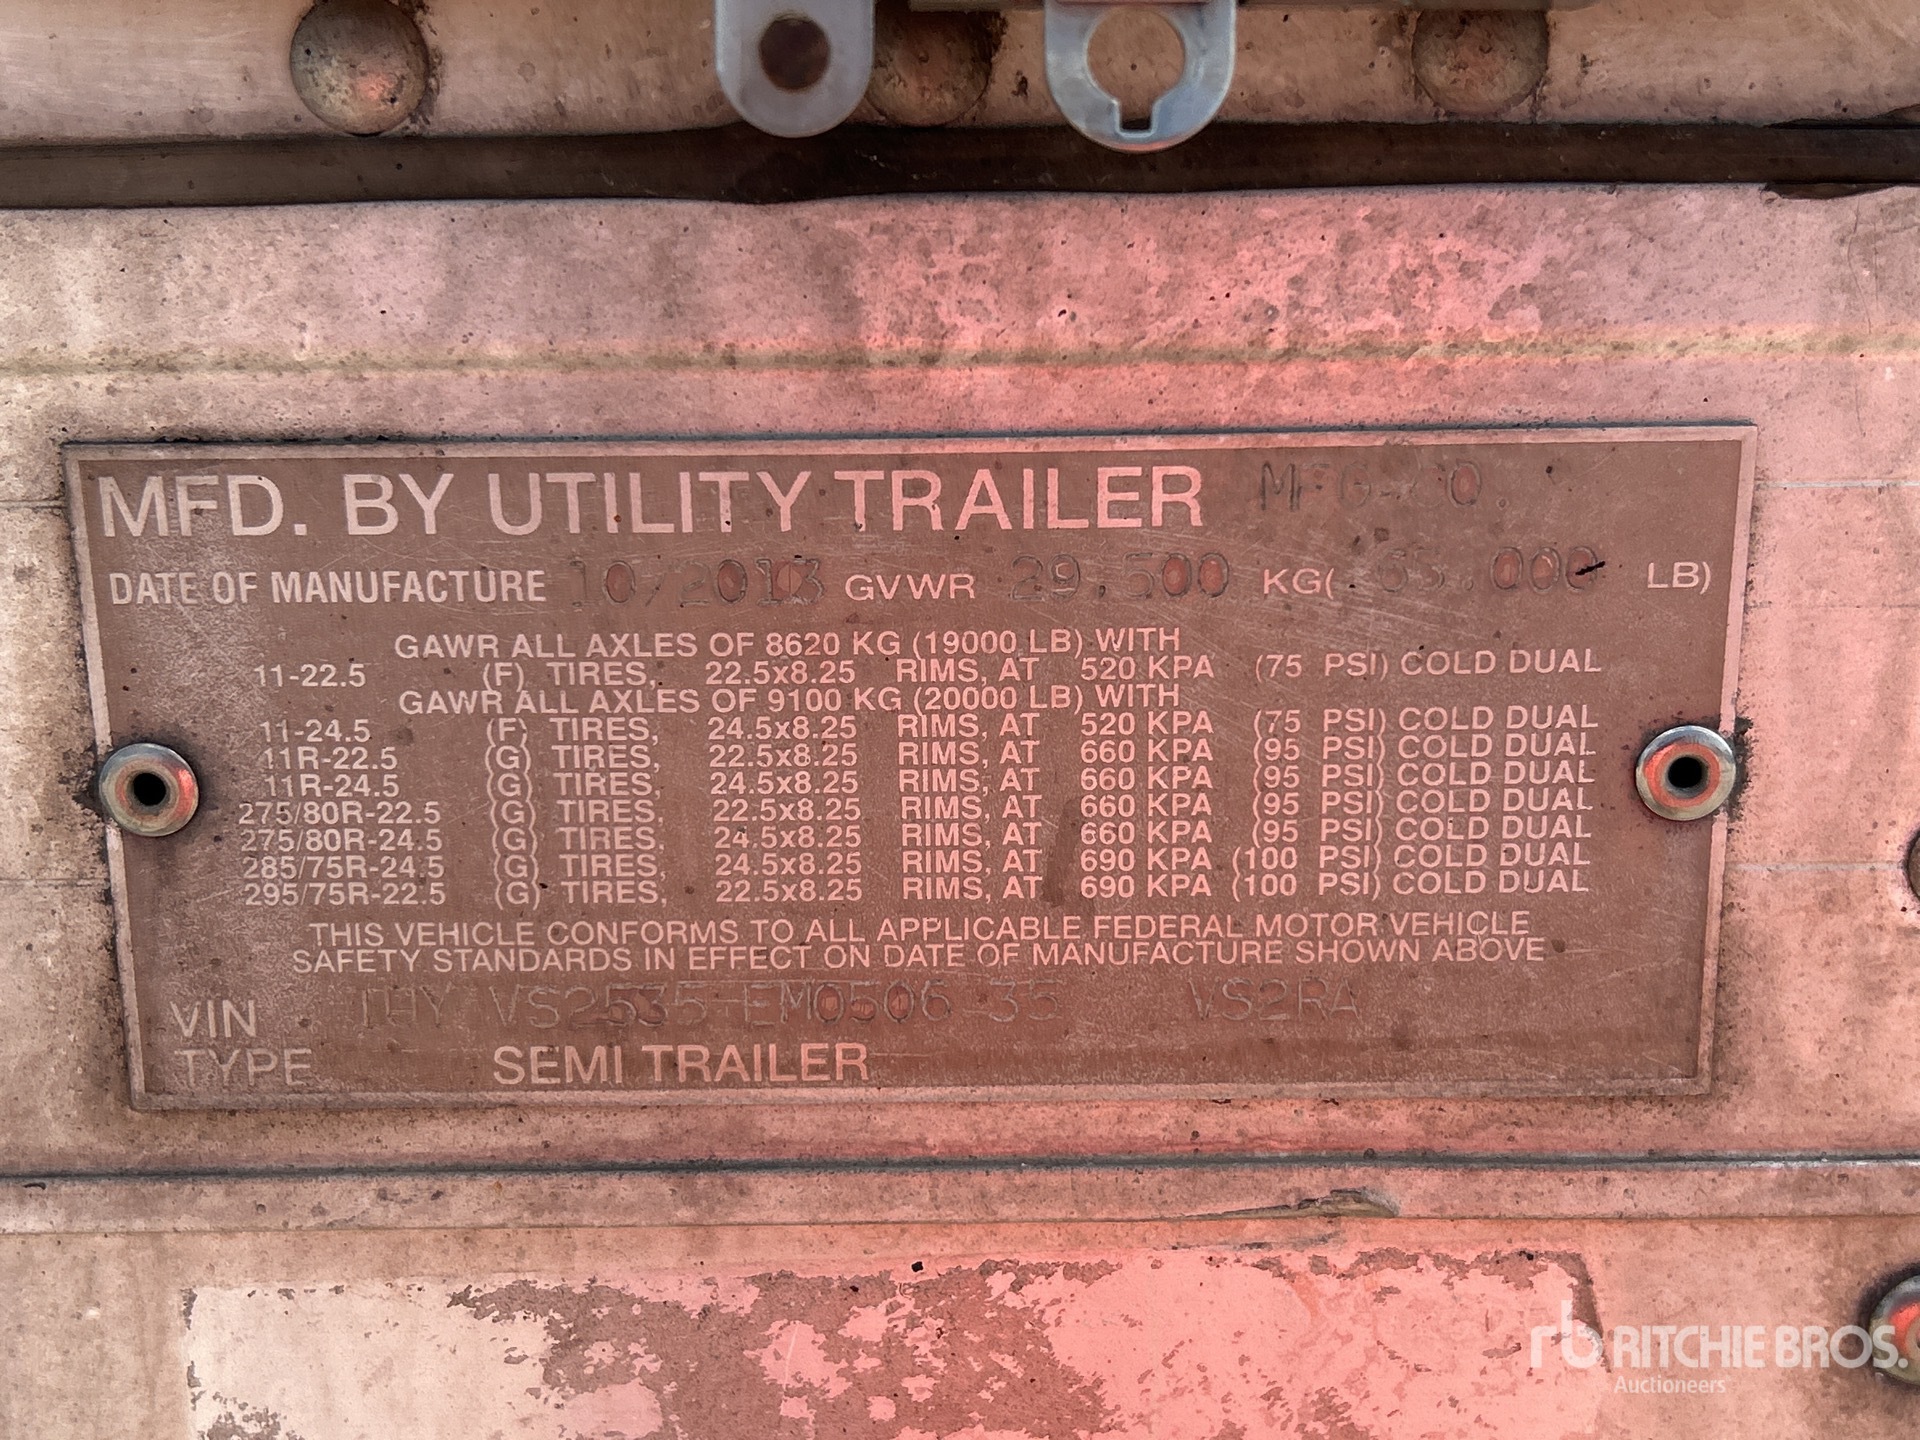 MFD. BY UTILITY TRAILER MFG. CO.
DATE OF MANUFACTURE 10/2013 GVWR 29.500 KG( 65.000 LB)
GAWR ALL AXLES OF 8620 KG (19000 LB) WITH
11-22.5 (F) TIRES, 22.5x8.25 RIMS, AT 520 KPA (75 PSI) COLD DUAL
GAWR ALL AXLES OF 9100 KG (20000 LB) WITH
11-24.5 (F) TIRES, 24.5x8.25 RIMS, AT 520 KPA (75 PSI) COLD DUAL
11R-22.5 (G) TIRES, 22.5x8.25 RIMS, AT 660 KPA (95 PSI) COLD DUAL
11R-24.5 (G) TIRES, 24.5x8.25 RIMS, AT 660 KPA (95 PSI) COLD DUAL
275/80R-22.5 (G) TIRES, 22.5x8.25 RIMS, AT 660 KPA (95 PSI) COLD DUAL
275/80R-24.5 (G) TIRES, 24.5x8.25 RIMS, AT 660 KPA (95 PSI) COLD DUAL
285/75R-24.5 (G) TIRES, 24.5x8.25 RIMS, AT 690 KPA (100 PSI) COLD DUAL
295/75R-22.5 (G) TIRES, 22.5x8.25 RIMS, AT 690 KPA (100 PSI) COLD DUAL
THIS VEHICLE CONFORMS TO ALL APPLICABLE FEDERAL MOTOR VEHICLE
SAFETY STANDARDS IN EFFECT ON DATE OF MANUFACTURE SHOWN ABOVE
VIN VS2RA
TYPE SEMI TRAILER
rb RITCHIE BROS.
Auctioneers